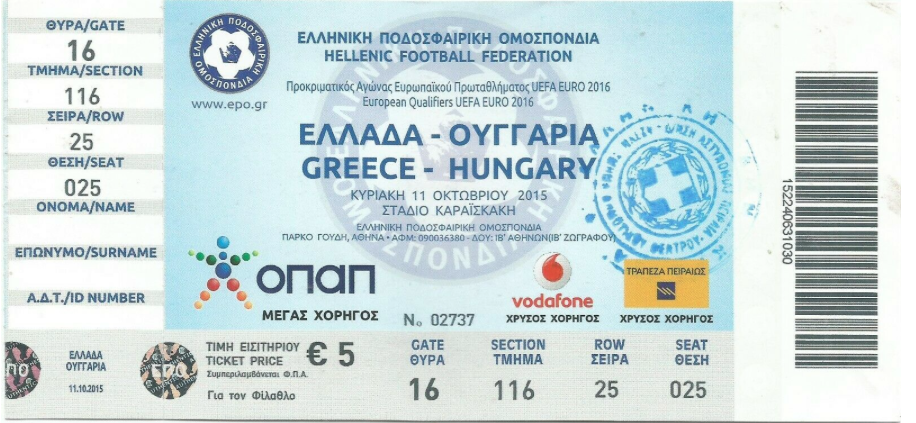 ΘΥΡΑ/GATE
16
ΤΜΗΜΑ/SECTION
116
ΣΕΙΡΑ/ROW
25
ΘΕΣΗ/SEAT
025
ΟΝΟΜΑ/NAME
ΕΠΩΝΥΜΟ/SURNAME
Α.Δ.Τ./ID NUMBER
ΕΛΛΗΝΙΚΗ ΠΟΔΟΣΦΑΙΡΙΚΗ ΟΜΟΣΠΟΝΔΙΑ
www.epo.gr
ΕΛΛΗΝΙΚΗ ΠΟΔΟΣΦΑΙΡΙΚΗ ΟΜΟΣΠΟΝΔΙΑ
HELLENIC FOOTBALL FEDERATION
Προκριματικός Αγώνας Ευρωπαϊκού Πρωταθλήματος UEFA EURO 2016
European Qualifiers UEFA EURO 2016
ΕΛΛΑΔΑ - ΟΥΓΓΑΡΙΑ
GREECE - HUNGARY
ΚΥΡΙΑΚΗ 11 ΟΚΤΩΒΡΙΟΥ 2015
ΣΤΑΔΙΟ ΚΑΡΑΪΣΚΑΚΗ
ΕΛΛΗΝΙΚΗ ΠΟΔΟΣΦΑΙΡΙΚΗ ΟΜΟΣΠΟΝΔΙΑ
ΠΑΡΚΟ ΓΟΥΔΗ, ΑΘΗΝΑ • ΑΦΜ: 090036380 - ΔΟΥ: ΙΒ' ΑΘΗΝΩΝ(ΙΒ' ΖΩΓΡΑΦΟΥ)
ΟΠΑΠ
ΜΕΓΑΣ ΧΟΡΗΓΟΣ
No 02737
vodafone
ΧΡΥΣΟΣ ΧΟΡΗΓΟΣ
ΤΡΑΠΕΖΑ ΠΕΙΡΑΙΩΣ
ΧΡΥΣΟΣ ΧΟΡΗΓΟΣ
152240631030
ΕΛΛΑΔΑ
ΟΥΓΓΑΡΙΑ
11.10.2015
ΤΙΜΗ ΕΙΣΙΤΗΡΙΟΥ
TICKET PRICE
Συμπεριλαμβάνεται Φ.Π.Α.
Για τον Φίλαθλο
€ 5
GATE
ΘΥΡΑ
16
SECTION
ΤΜΗΜΑ
116
ROW
ΣΕΙΡΑ
25
SEAT
ΘΕΣΗ
025